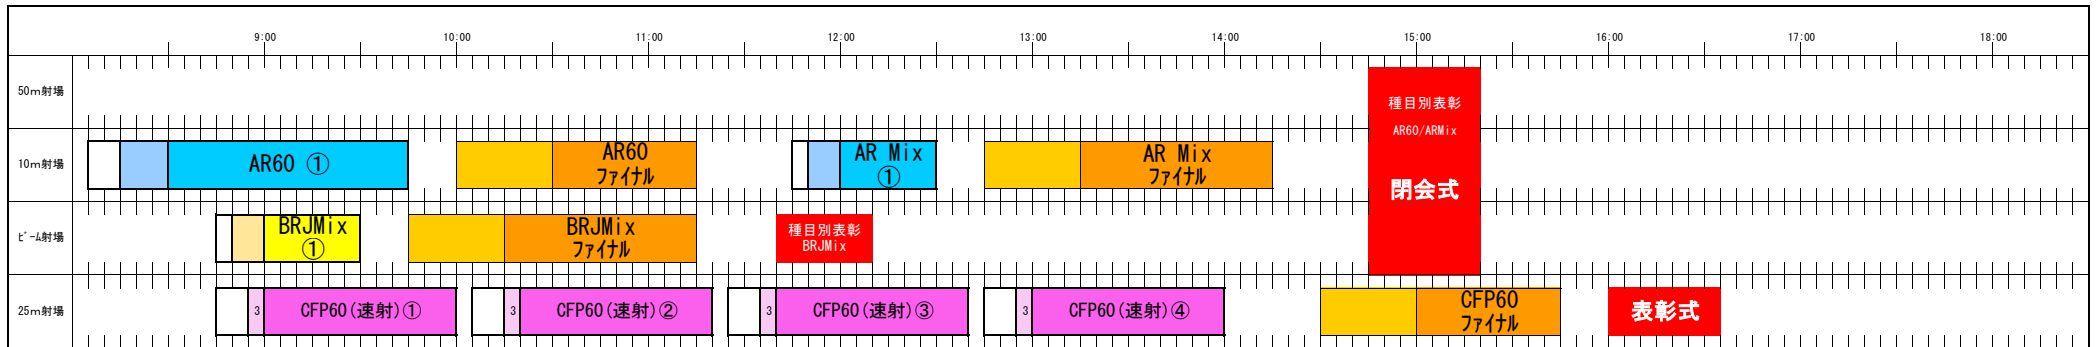 9:00 10:00 11:00 12:00 13:00 14:00 15:00 16:00 17:00 18:00
50m射場
種目別表彰
AR60/ARMix
閉会式
10m射場
AR60 ①
AR60
ファイナル
AR Mix
①
AR Mix
ファイナル
ビーム射場
BRJMix
①
BRJMix
ファイナル
種目別表彰
BRJMix
25m射場
3
CFP60(速射)①
3
CFP60(速射)②
3
CFP60(速射)③
3
CFP60(速射)④
CFP60
ファイナル
表彰式